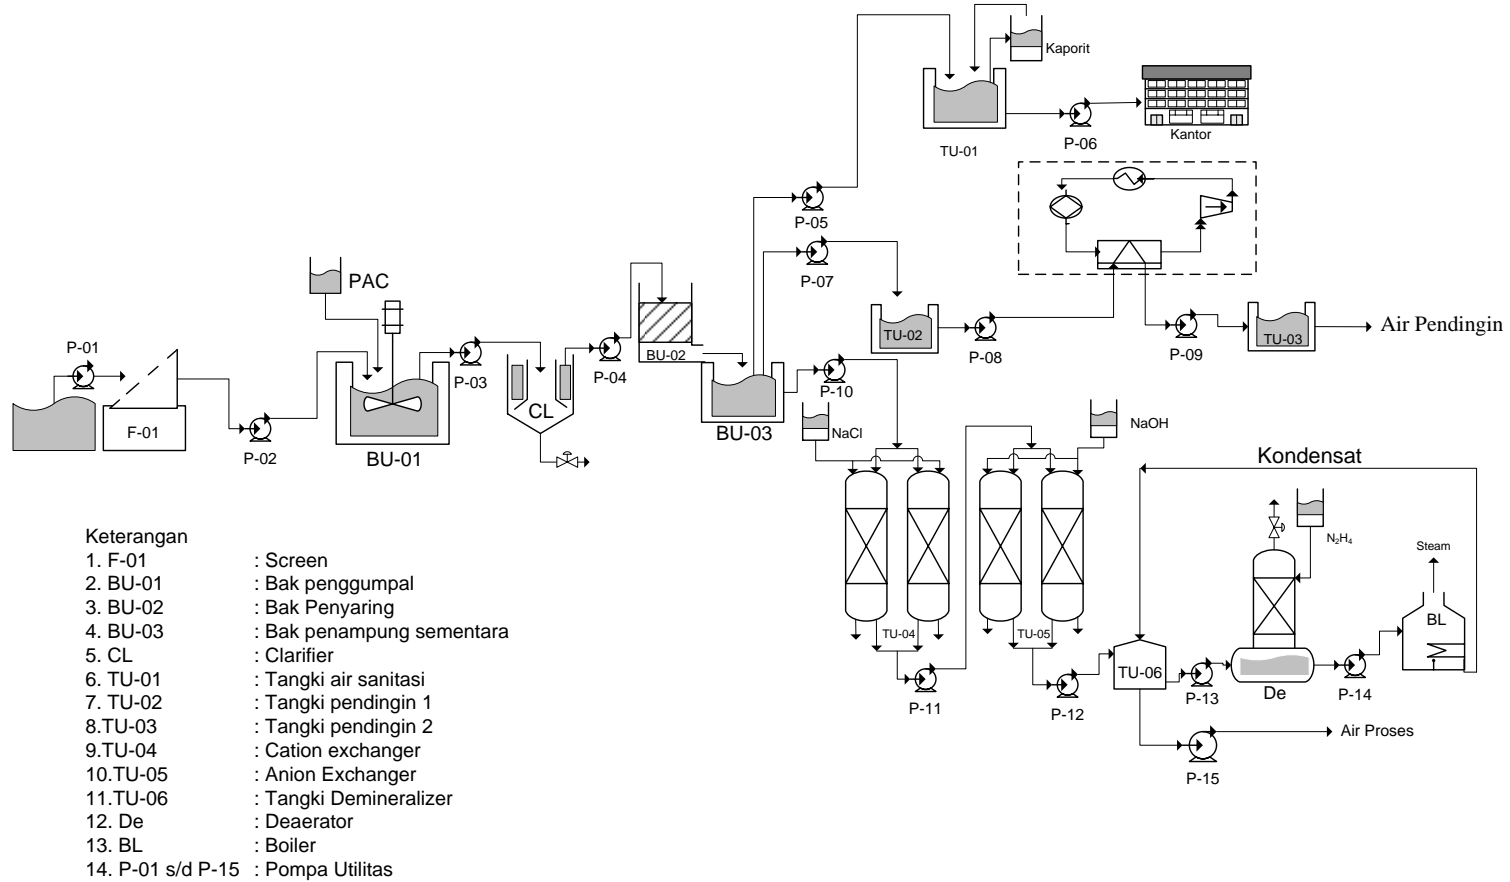 Kaporit
Kantor
P-06
TU-01
P-05
P-07
TU-02
P-08
P-09
TU-03
Air Pendingin
PAC
P-01
F-01
P-02
BU-01
P-03
CL
P-04
BU-02
BU-03
P-10
NaCl
NaOH
TU-04
TU-05
P-11
P-12
Kondensat
TU-06
P-13
De
N₂H₄
P-14
Steam
BL
P-15
Air Proses
Keterangan
1. F-01 : Screen
2. BU-01 : Bak penggumpal
3. BU-02 : Bak Penyaring
4. BU-03 : Bak penampung sementara
5. CL : Clarifier
6. TU-01 : Tangki air sanitasi
7. TU-02 : Tangki pendingin 1
8.TU-03 : Tangki pendingin 2
9.TU-04 : Cation exchanger
10.TU-05 : Anion Exchanger
11.TU-06 : Tangki Demineralizer
12. De : Deaerator
13. BL : Boiler
14. P-01 s/d P-15 : Pompa Utilitas